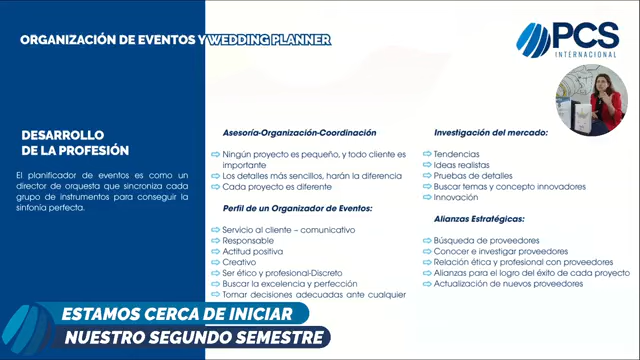 ORGANIZACIÓN DE EVENTOS Y WEDDING PLANNER
PCS
INTERNACIONAL
DESARROLLO
DE LA PROFESIÓN
El planificador de eventos es como un
director de orquesta que sincroniza cada
grupo de instrumentos para conseguir la
sinfonía perfecta.
Asesoría-Organización-Coordinación
Ningún proyecto es pequeño, y todo cliente es
importante
Los detalles más sencillos, harán la diferencia
Cada proyecto es diferente
Perfil de un Organizador de Eventos:
Servicio al cliente – comunicativo
Responsable
Actitud positiva
Creativo
Ser ético y profesional-Discreto
Buscar la excelencia y perfección
Tomar decisiones adecuadas ante cualquier
Investigación del mercado:
Tendencias
Ideas realistas
Pruebas de detalles
Buscar temas y concepto innovadores
Innovación
Alianzas Estratégicas:
Búsqueda de proveedores
Conocer e investigar proveedores
Relación ética y profesional con proveedores
Alianzas para el logro del éxito de cada proyecto
Actualización de nuevos proveedores
ESTAMOS CERCA DE INICIAR
NUESTRO SEGUNDO SEMESTRE